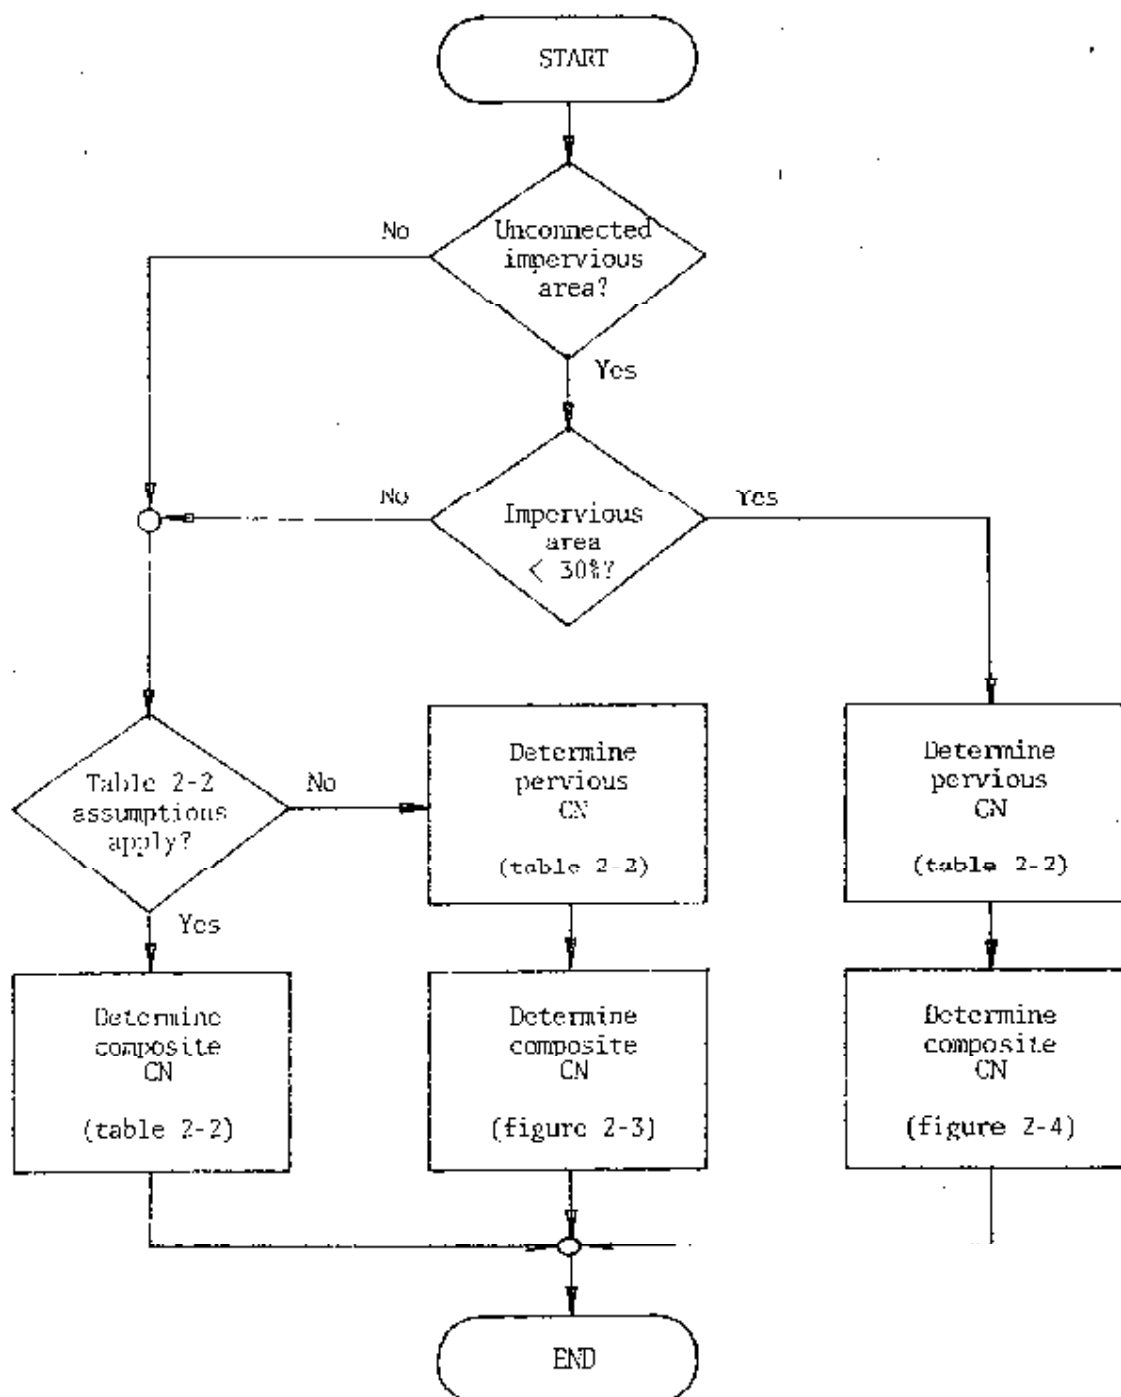 START
No
Unconnected
impervious
area?
Yes
No
Impervious
area
< 30%?
Yes
Table 2-2
assumptions
apply?
No
Yes
Determine
pervious
CN
(table 2-2)
Determine
pervious
CN
(table 2-2)
Determine
composite
CN
(table 2-2)
Determine
composite
CN
(figure 2-3)
Determine
composite
CN
(figure 2-4)
END